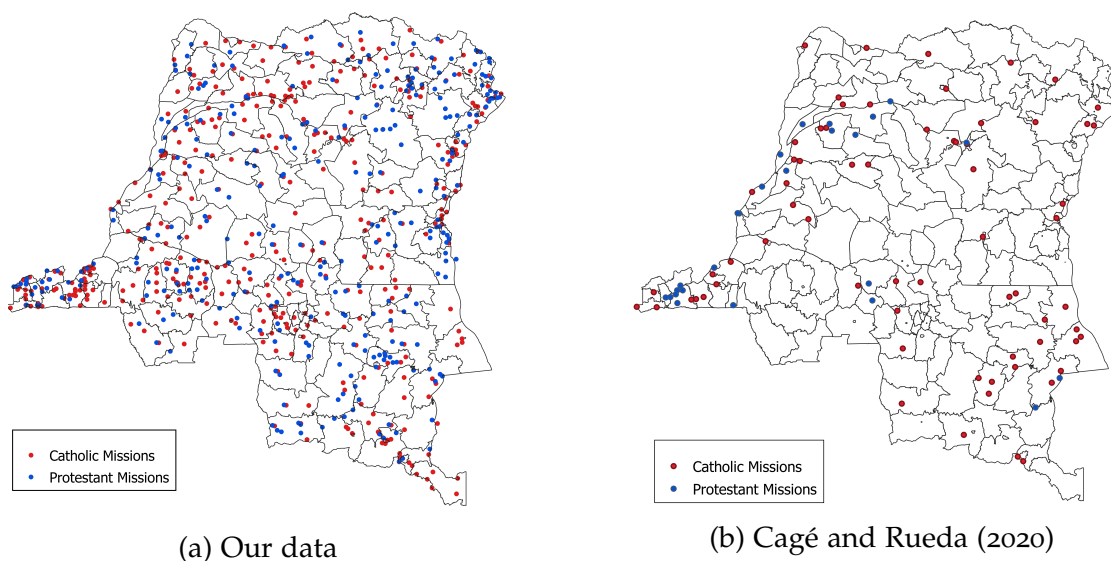 Catholic Missions
Protestant Missions
(a) Our data
Catholic Missions
Protestant Missions
(b) Cagé and Rueda (2020)